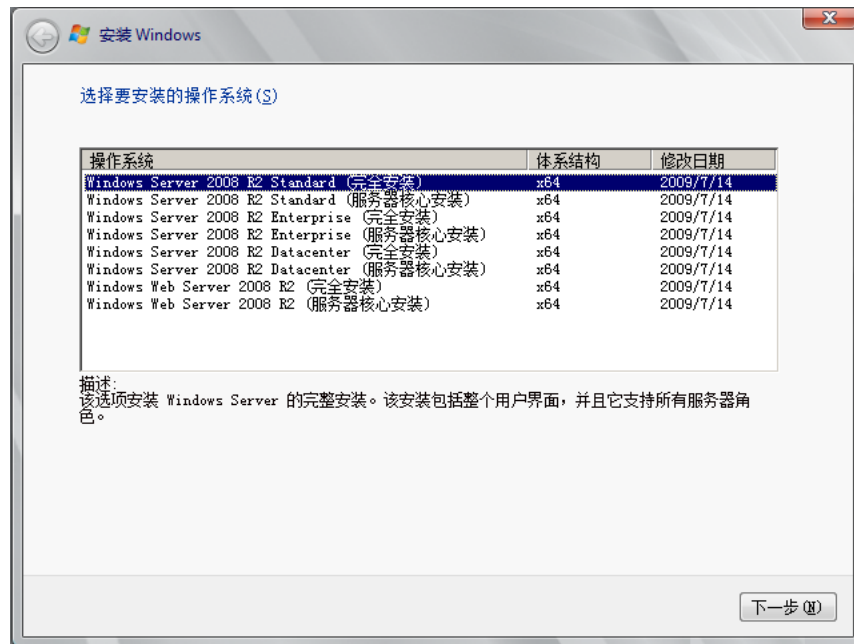 安装 Windows
选择要安装的操作系统(S)
操作系统 体系结构 修改日期
Windows Server 2008 R2 Standard (完全安装) x64 2009/7/14
Windows Server 2008 R2 Standard (服务器核心安装) x64 2009/7/14
Windows Server 2008 R2 Enterprise (完全安装) x64 2009/7/14
Windows Server 2008 R2 Enterprise (服务器核心安装) x64 2009/7/14
Windows Server 2008 R2 Datacenter (完全安装) x64 2009/7/14
Windows Server 2008 R2 Datacenter (服务器核心安装) x64 2009/7/14
Windows Web Server 2008 R2 (完全安装) x64 2009/7/14
Windows Web Server 2008 R2 (服务器核心安装) x64 2009/7/14
描述:
该选项安装 Windows Server 的完整安装。该安装包括整个用户界面，并且它支持所有服务器角
色。
下一步(N)